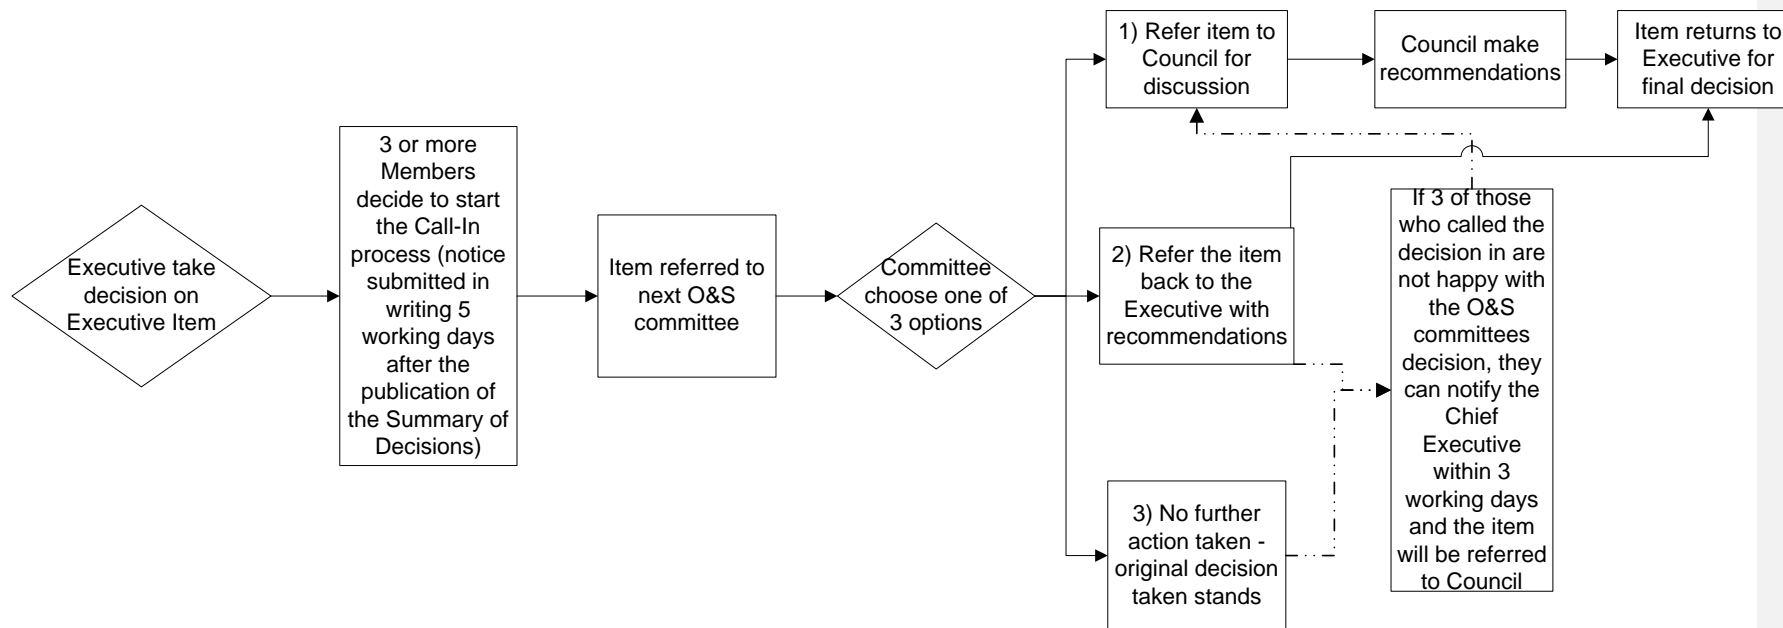 Executive take
decision on
Executive Item
3 or more
Members
decide to start
the Call-In
process (notice
submitted in
writing 5
working days
after the
publication of
the Summary of
Decisions)
Item referred to
next O&S
committee
Committee
choose one of
3 options
1) Refer item to
Council for
discussion
Council make
recommendations
Item returns to
Executive for
final decision
2) Refer the item
back to the
Executive with
recommendations
3) No further
action taken -
original decision
taken stands
If 3 of those
who called the
decision in are
not happy with
the O&S
committees
decision, they
can notify the
Chief
Executive
within 3
working days
and the item
will be referred
to Council